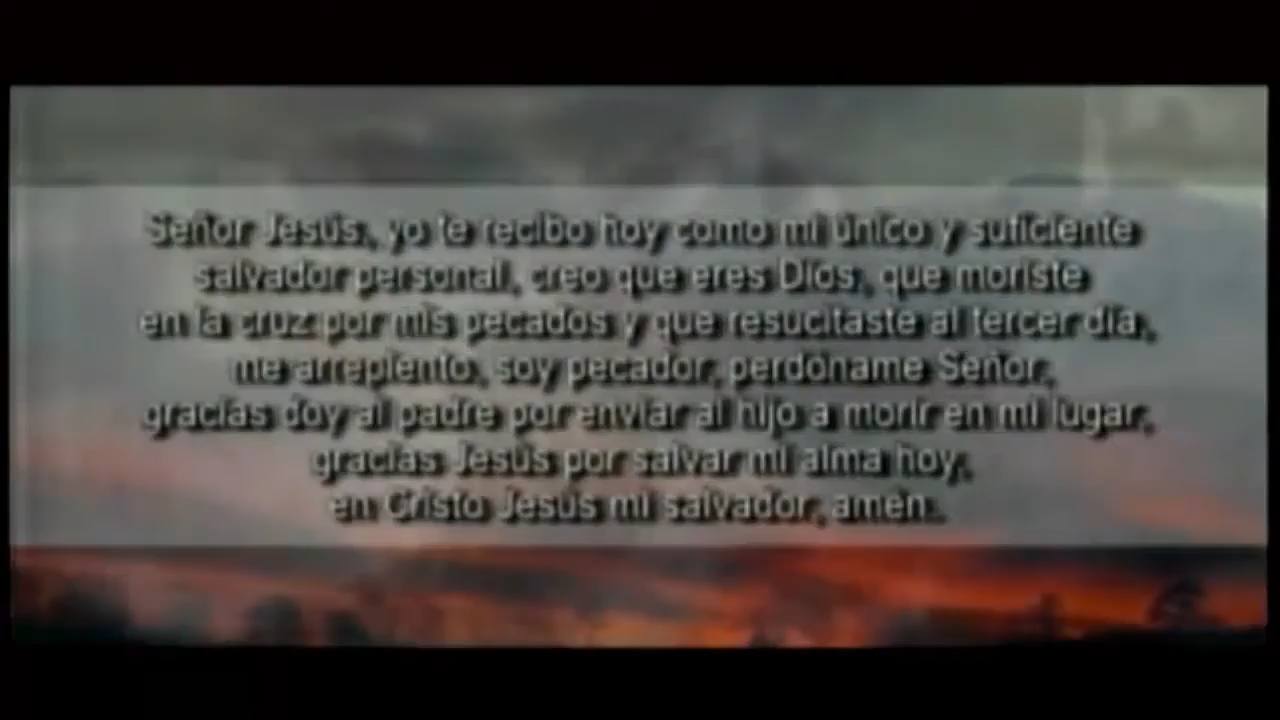 Señor Jesús, yo te recibo hoy como mi único y suficiente
salvador personal, creo que eres Dios, que moriste
en la cruz por mis pecados y que resucitaste al tercer día,
me arrepiento, soy pecador, perdóname Señor,
gracias doy al padre por enviar al hijo a morir en mi lugar,
gracias Jesús por salvar mi alma hoy,
en Cristo Jesús mi salvador, amén.